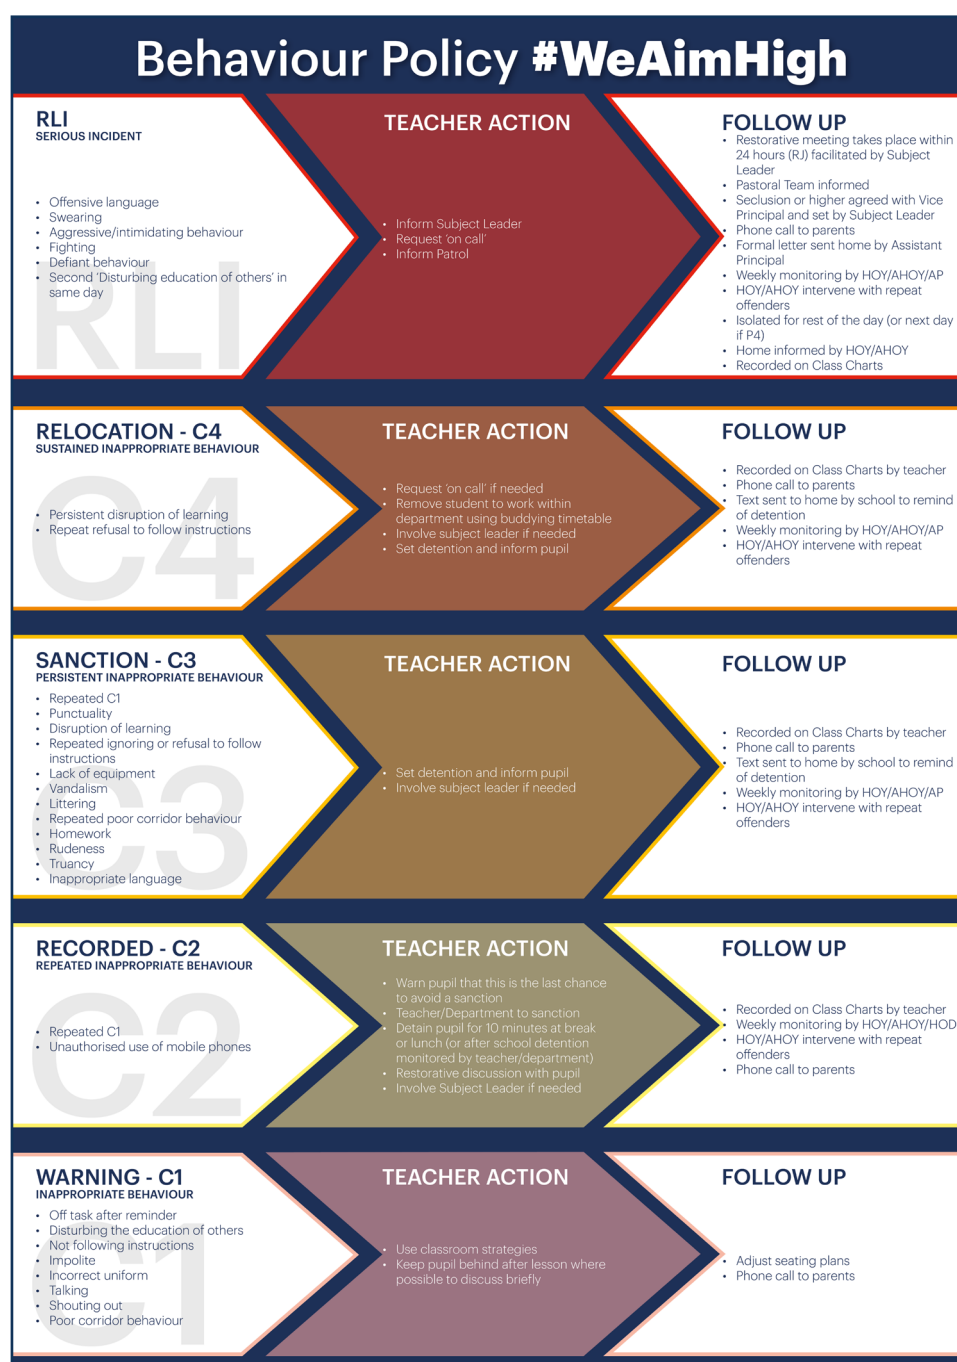 Behaviour Policy #WeAimHigh
RLI
SERIOUS INCIDENT
• Offensive language
• Swearing
• Aggressive/intimidating behaviour
• Fighting
• Defiant behaviour
• Second ‘Disturbing education of others’ in
same day
RLI
TEACHER ACTION
• Inform Subject Leader
• Request ‘on call’
• Inform Patrol
FOLLOW UP
• Restorative meeting takes place within
24 hours (RJ) facilitated by Subject
Leader
• Pastoral Team informed
• Seclusion or higher agreed with Vice
Principal and set by Subject Leader
• Phone call to parents
• Formal letter sent home by Assistant
Principal
• Weekly monitoring by HOY/AHOY/AP
• HOY/AHOY intervene with repeat
offenders
• Isolated for rest of the day (or next day
if P4)
• Home informed by HOY/AHOY
• Recorded on Class Charts
RELOCATION - C4
SUSTAINED INAPPROPRIATE BEHAVIOUR
• Persistent disruption of learning
• Repeat refusal to follow instructions
C4
TEACHER ACTION
• Request ‘on call’ if needed
• Remove student to work within
department using buddying timetable
• Involve subject leader if needed
• Set detention and inform pupil
FOLLOW UP
• Recorded on Class Charts by teacher
• Phone call to parents
• Text sent to home by school to remind
of detention
• Weekly monitoring by HOY/AHOY/AP
• HOY/AHOY intervene with repeat
offenders
SANCTION - C3
PERSISTENT INAPPROPRIATE BEHAVIOUR
• Repeated C1
• Punctuality
• Disruption of learning
• Repeated ignoring or refusal to follow
instructions
• Lack of equipment
• Vandalism
• Littering
• Repeated poor corridor behaviour
• Homework
• Rudeness
• Truancy
• Inappropriate language
C3
TEACHER ACTION
• Set detention and inform pupil
• Involve subject leader if needed
FOLLOW UP
• Recorded on Class Charts by teacher
• Phone call to parents
• Text sent to home by school to remind
of detention
• Weekly monitoring by HOY/AHOY/AP
• HOY/AHOY intervene with repeat
offenders
RECORDED - C2
REPEATED INAPPROPRIATE BEHAVIOUR
• Repeated C1
• Unauthorised use of mobile phones
C2
TEACHER ACTION
• Warn pupil that this is the last chance
to avoid a sanction
• Teacher/Department to sanction
• Detain pupil for 10 minutes at break
or lunch (or after school detention
monitored by teacher/department)
• Restorative discussion with pupil
• Involve Subject Leader if needed
FOLLOW UP
• Recorded on Class Charts by teacher
• Weekly monitoring by HOY/AHOY/HOD
• HOY/AHOY intervene with repeat
offenders
• Phone call to parents
WARNING - C1
INAPPROPRIATE BEHAVIOUR
• Off task after reminder
• Disturbing the education of others
• Not following instructions
• Impolite
• Incorrect uniform
• Talking
• Shouting out
• Poor corridor behaviour
C1
TEACHER ACTION
• Use classroom strategies
• Keep pupil behind after lesson where
possible to discuss briefly
FOLLOW UP
• Adjust seating plans
• Phone call to parents